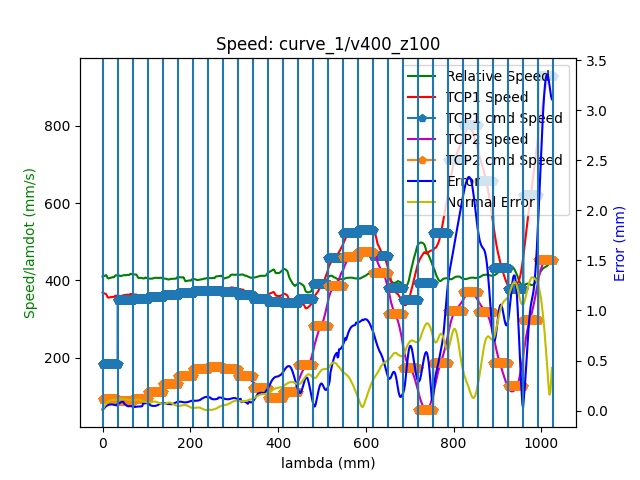 Speed: curve_1/v400_z100
3.5
Relative Speed
TCP1 Speed
3.0
TCP1 cmd Speed
800
TCP2 Speed
TCP2 cmd Speed
2.5
Error
Normal Error
600
2.0
Speed/lamdot (mm/s)
Error (mm)
1.5
400
1.0
200
0.5
0.0
0
200
400
600
800
1000
lambda (mm)